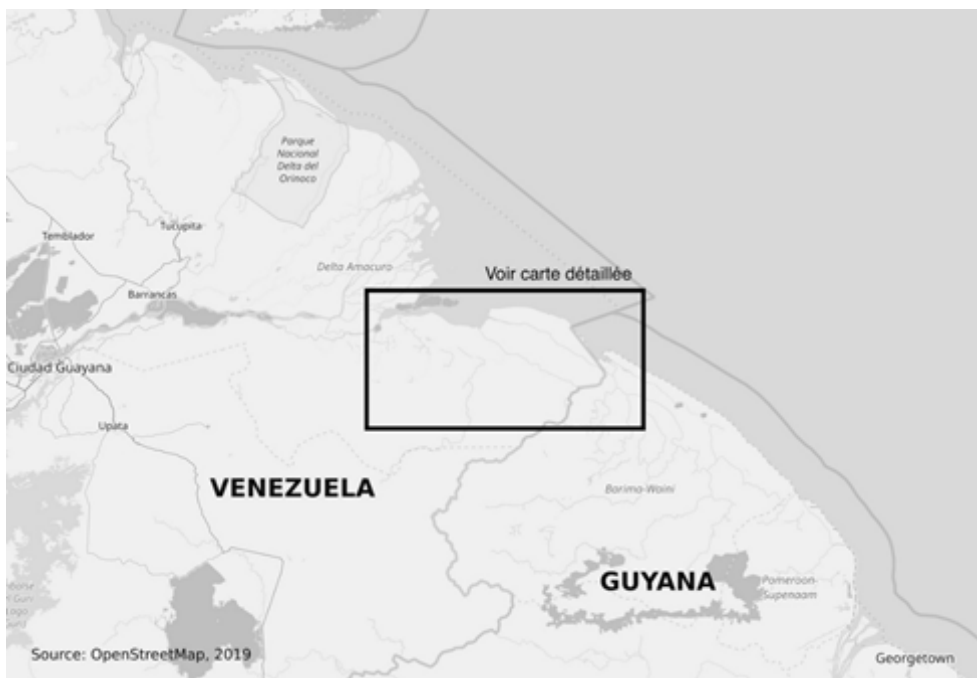 Parque
Nacional
Delta del
Orinoco
Tucupita
Temblador
Delta Amacuro
Voir carte détaillée
Barrancas
Ciudad Guayana
Upata
VENEZUELA
Barima-Waini
GUYANA
Pomeroon-
Supenaam
Source: OpenStreetMap, 2019
Georgetown